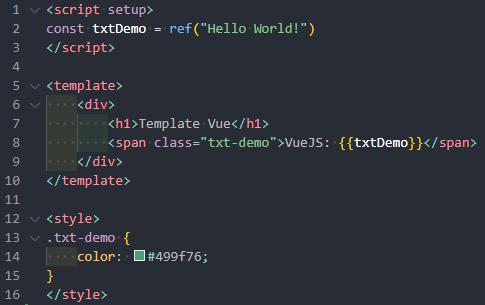 1 <script setup>
2 const txtDemo = ref("Hello World!")
3 </script>
4
5 <template>
6     <div>
7         <h1>Template Vue</h1>
8         <span class="txt-demo">VueJS: {{txtDemo}}</span>
9     </div>
10 </template>
11
12 <style>
13 .txt-demo {
14     color: #499f76;
15 }
16 </style>